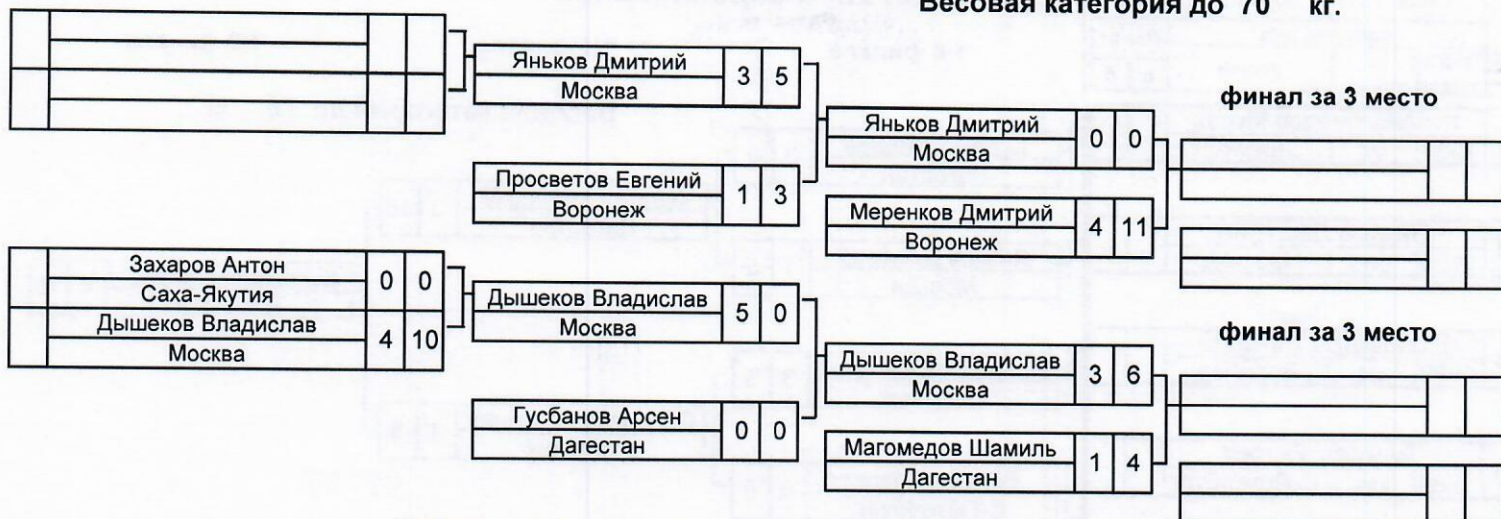 Весовая категория до 70 кг.
Яньков Дмитрий 3 5
Москва
Просветов Евгений 1 3
Воронеж
Захаров Антон 0 0
Саха-Якутия
Дышеков Владислав 4 10
Москва
Дышеков Владислав 5 0
Москва
Гусбанов Арсен 0 0
Дагестан
финал за 3 место
Яньков Дмитрий 0 0
Москва
Меренков Дмитрий 4 11
Воронеж
финал за 3 место
Дышеков Владислав 3 6
Москва
Магомедов Шамиль 1 4
Дагестан